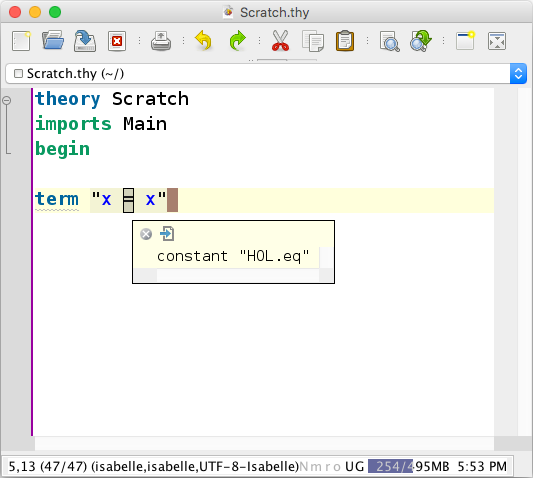 Scratch.thy
Scratch.thy (~/)
theory Scratch
imports Main
begin
term "x = x"
constant "HOL.eq"
5,13 (47/47) (isabelle,isabelle,UTF-8-Isabelle)N m r o UG 254/495MB 5:53 PM